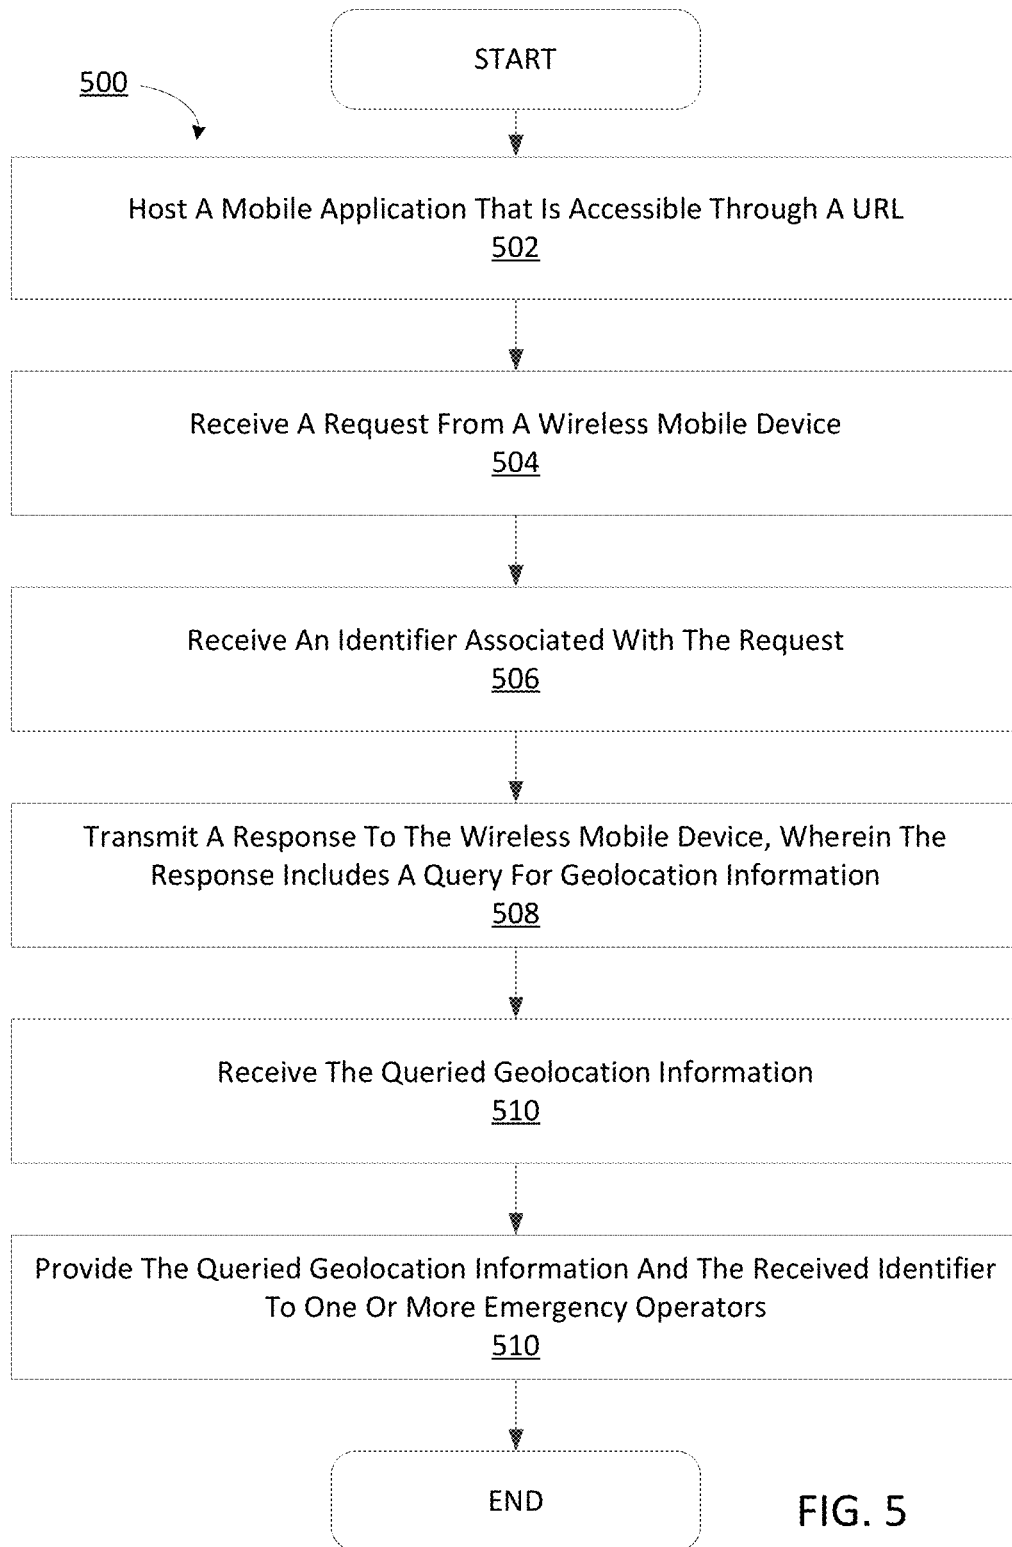 START
500
Host A Mobile Application That Is Accessible Through A URL
502
Receive A Request From A Wireless Mobile Device
504
Receive An Identifier Associated With The Request
506
Transmit A Response To The Wireless Mobile Device, Wherein The
Response Includes A Query For Geolocation Information
508
Receive The Queried Geolocation Information
510
Provide The Queried Geolocation Information And The Received Identifier
To One Or More Emergency Operators
510
END
FIG. 5